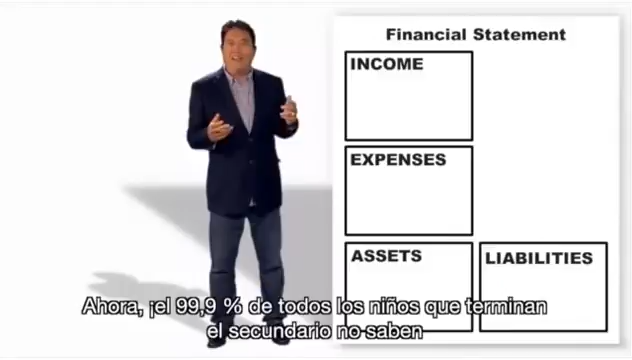 Financial Statement
INCOME
EXPENSES
ASSETS
LIABILITIES
Ahora, ¡el 99,9 % de todos los niños que terminan
el secundario no saben